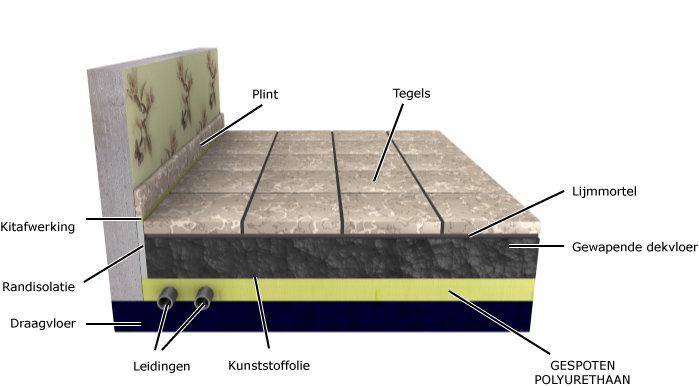 Plint
Tegels
Lijmmortel
Kitafwerking
Gewapende dekvloer
Randisolatie
Draagvloer
Leidingen
Kunststoffolie
GESPOTEN
POLYURETHAAN